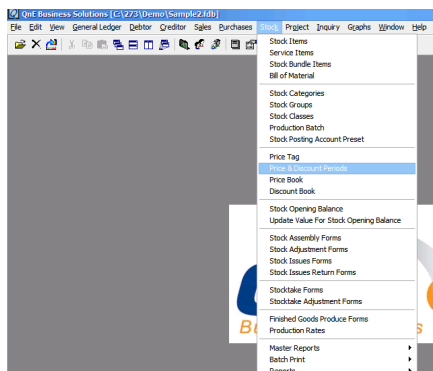 QnE Business Solutions [C:\273\Demo\Sample2.fdb]
File Edit View General Ledger Debtor Creditor Sales Purchases Stock Project Inquiry Graphs Window Help
Stock Items
Service Items
Stock Bundle Items
Bill of Material
Stock Categories
Stock Groups
Stock Classes
Production Batch
Stock Posting Account Preset
Price Tag
Price & Discount Periods
Price Book
Discount Book
Stock Opening Balance
Update Value For Stock Opening Balance
Stock Assembly Forms
Stock Adjustment Forms
Stock Issues Forms
Stock Issues Return Forms
Stocktake Forms
Stocktake Adjustment Forms
Finished Goods Produce Forms
Production Rates
Master Reports
Batch Print
Reports